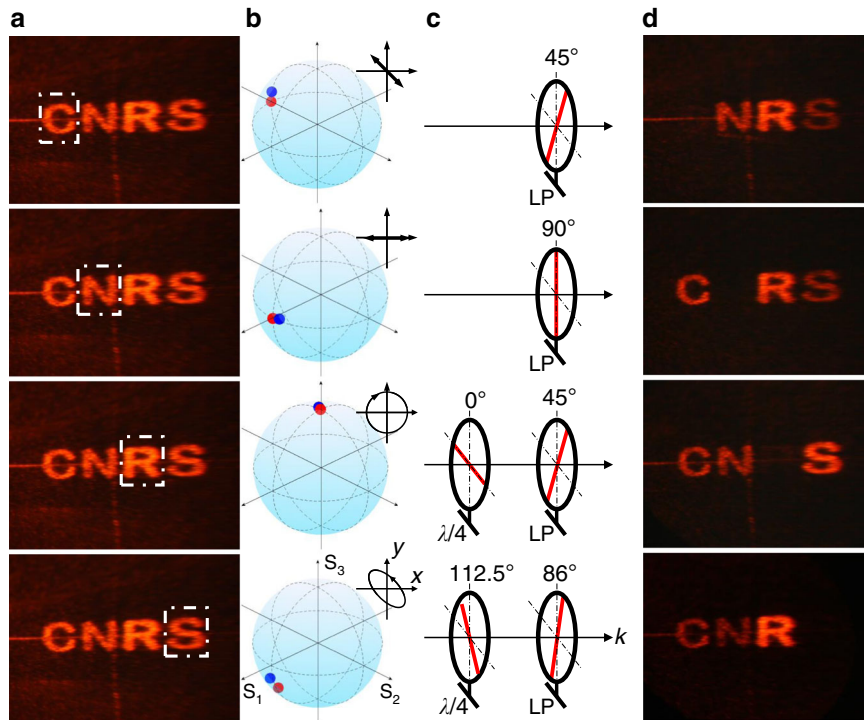 a b c d
CNRS 45° NRS
LP
CNRS 90° C RS
LP
CNRS 0° 45° CN S
λ/4 LP
CNRS S₃ y x 112.5° 86° k CNR
S₁ S₂ λ/4 LP